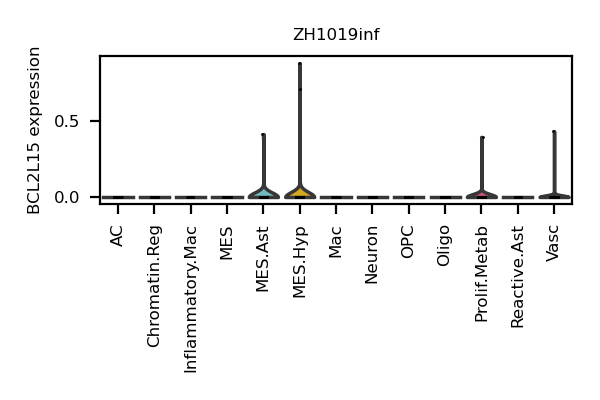 ZH1019inf
BCL2L15 expression
0.5
0.0
AC
Chromatin.Reg
Inflammatory.Mac
MES
MES.Ast
MES.Hyp
Mac
Neuron
OPC
Oligo
Prolif.Metab
Reactive.Ast
Vasc